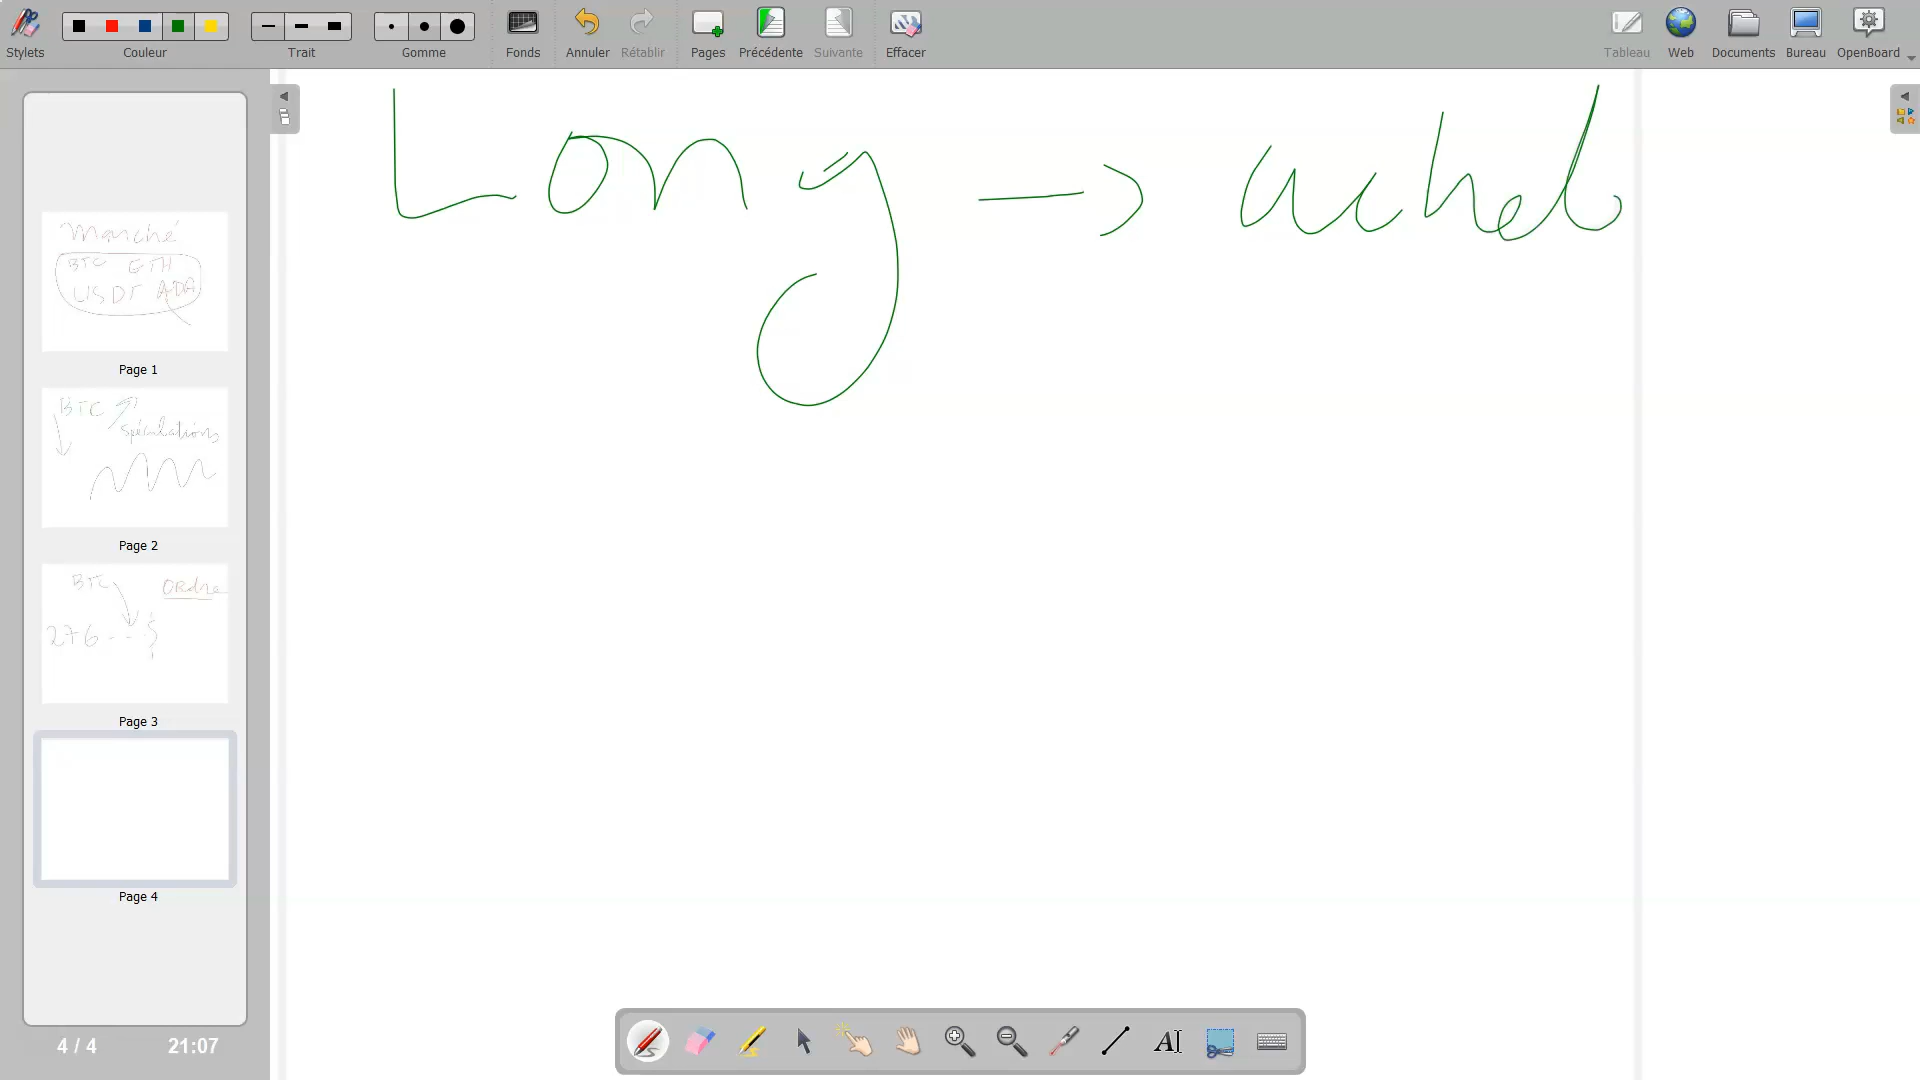 Stylets Couleur Trait Gomme Fonds Annuler Rétablir Pages Précédente Suivante Effacer Tableau Web Documents Bureau OpenBoard
Long → achet
Marché
BTC ETH
USDT ADA
Page 1
BTC
spéculations
Page 2
BTC ORdre
276
Page 3
Page 4
4 / 4 21:07